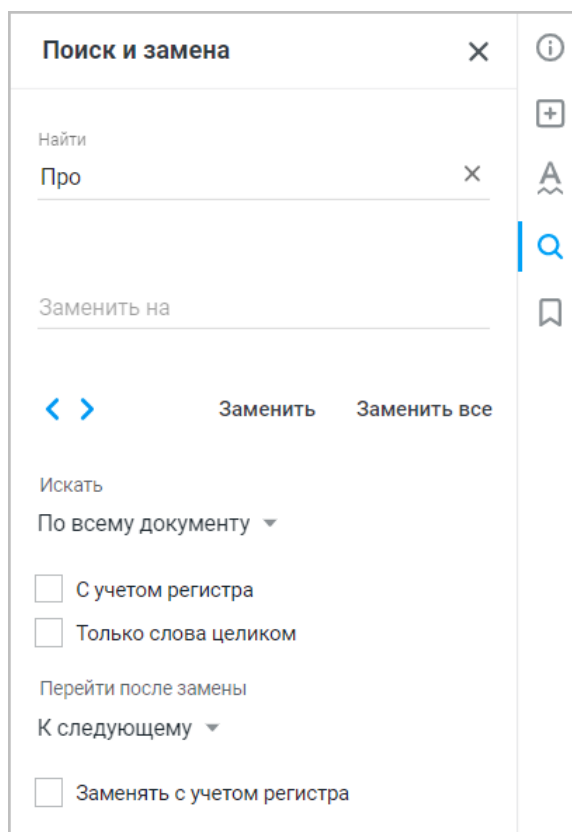 Поиск и замена
Найти
Про
Заменить на
Заменить Заменить все
Искать
По всему документу
С учетом регистра
Только слова целиком
Перейти после замены
К следующему
Заменять с учетом регистра